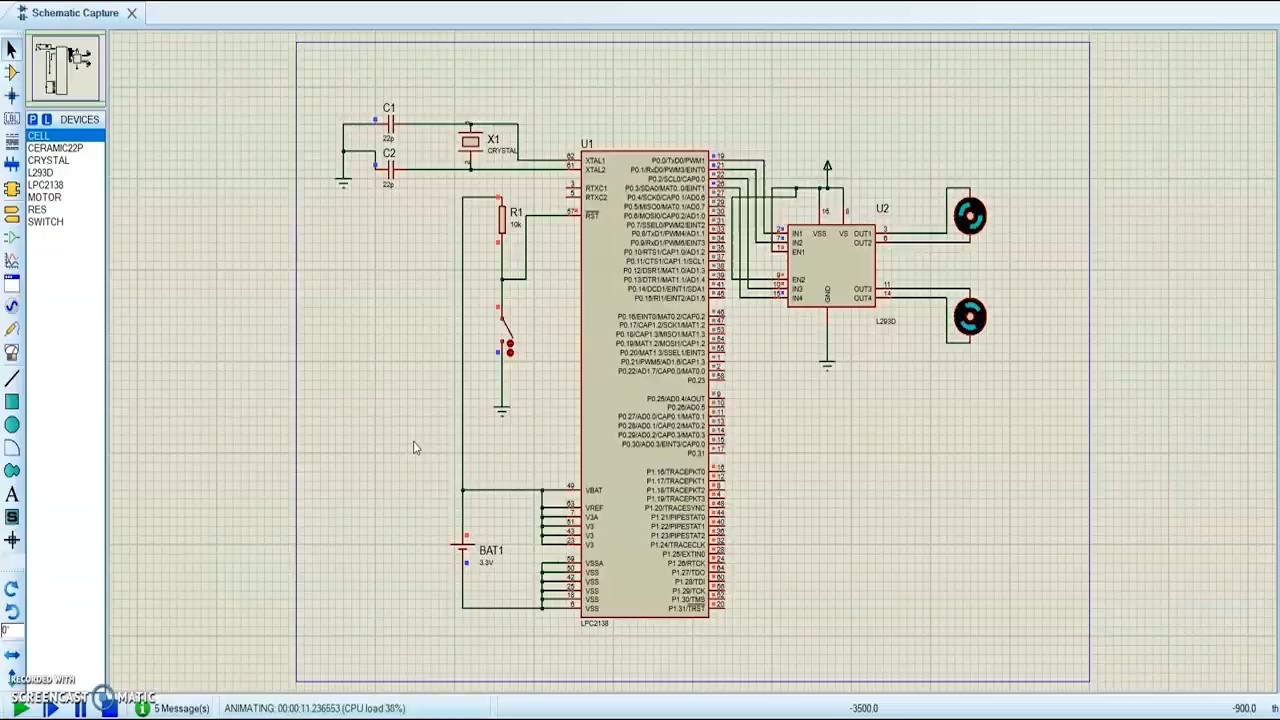 Schematic Capture
DEVICES
P L
CELL
CERAMIC22P
CRYSTAL
L293D
LPC2138
MOTOR
RES
SWITCH
C1
22p
C2
22p
X1
CRYSTAL
R1
10k
BAT1
3.3V
U1
XTAL1
XTAL2
RTXC1
RTXC2
RST
VBAT
VREF
V3A
V3
V3
V3
VSSA
VSS
VSS
VSS
VSS
VSS
P0.0/TxD0/PWM1
P0.1/RxD0/PWM3/EINT0
P0.2/SCL0/CAP0.0
P0.3/SDA0/MAT0.0/EINT1
P0.4/SCK0/CAP0.1/AD0.6
P0.5/MISO0/MAT0.1/AD0.7
P0.6/MOSI0/CAP0.2/AD1.0
P0.7/SSEL0/PWM2/EINT2
P0.8/TxD1/PWM4/AD1.1
P0.9/RxD1/PWM6/EINT3
P0.10/RTS1/CAP1.0/AD1.2
P0.11/CTS1/CAP1.1/SCL1
P0.12/DSR1/MAT1.0/AD1.3
P0.13/DTR1/MAT1.1/AD1.4
P0.14/DCD1/EINT1/SDA1
P0.15/RI1/EINT2/AD1.5
P0.16/EINT0/MAT0.2/CAP0.2
P0.17/CAP1.2/SCK1/MAT1.2
P0.18/CAP1.3/MISO1/MAT1.3
P0.19/MAT1.2/MOSI1/CAP1.2
P0.20/MAT1.3/SSEL1/EINT3
P0.21/PWM5/AD1.6/CAP1.3
P0.22/AD1.7/CAP0.0/MAT0.0
P0.23
P0.25/AD0.4/AOUT
P0.26/AD0.5
P0.27/AD0.0/CAP0.1/MAT0.1
P0.28/AD0.1/CAP0.2/MAT0.2
P0.29/AD0.2/CAP0.3/MAT0.3
P0.30/AD0.3/EINT3/CAP0.0
P0.31
P1.16/TRACEPKT0
P1.17/TRACEPKT1
P1.18/TRACEPKT2
P1.19/TRACEPKT3
P1.20/TRACESYNC
P1.21/PIPESTAT0
P1.22/PIPESTAT1
P1.23/PIPESTAT2
P1.24/TRACECLK
P1.25/EXTIN0
P1.26/RTCK
P1.27/TDO
P1.28/TDI
P1.29/TCK
P1.30/TMS
P1.31/TRST
LPC2138
U2
16 8
VSS VS
IN1 OUT1
IN2 OUT2
EN1
EN2
IN3 OUT3
IN4 OUT4
GND
L293D
RECORDED WITH
SCREENCAST MATIC
5 Message(s)
ANIMATING: 00:00:11.236553 (CPU load 38%)
-3500.0
-900.0
th